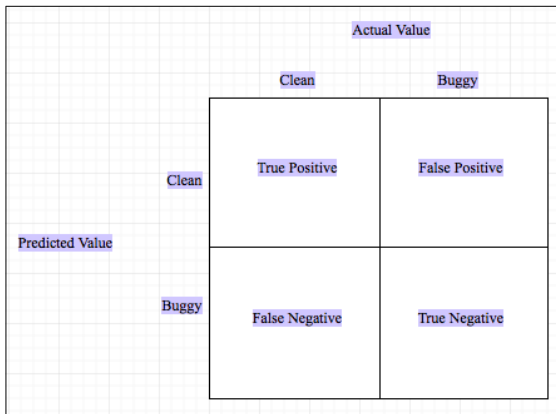 Actual Value
Clean
Buggy
Clean
True Positive
False Positive
Predicted Value
Buggy
False Negative
True Negative